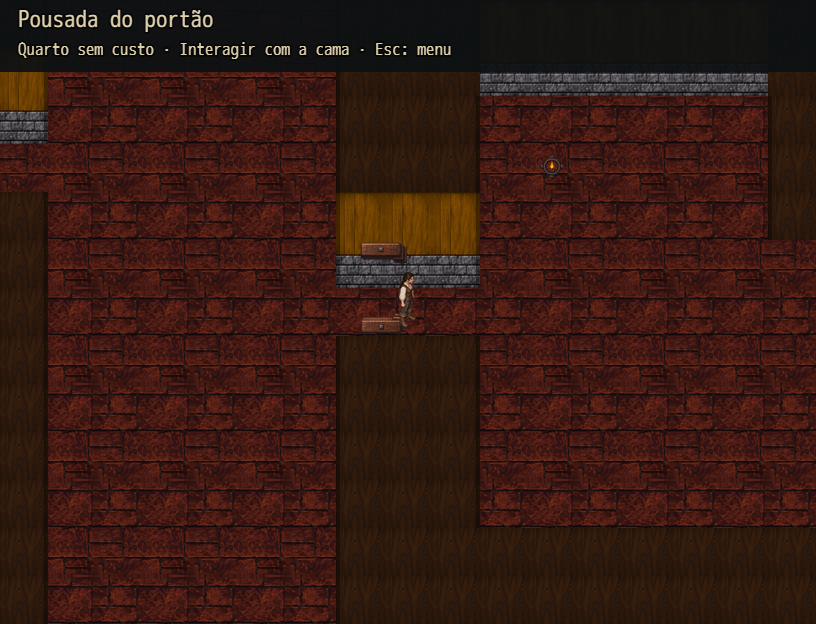 Pousada do portão
Quarto sem custo · Interagir com a cama · Esc: menu